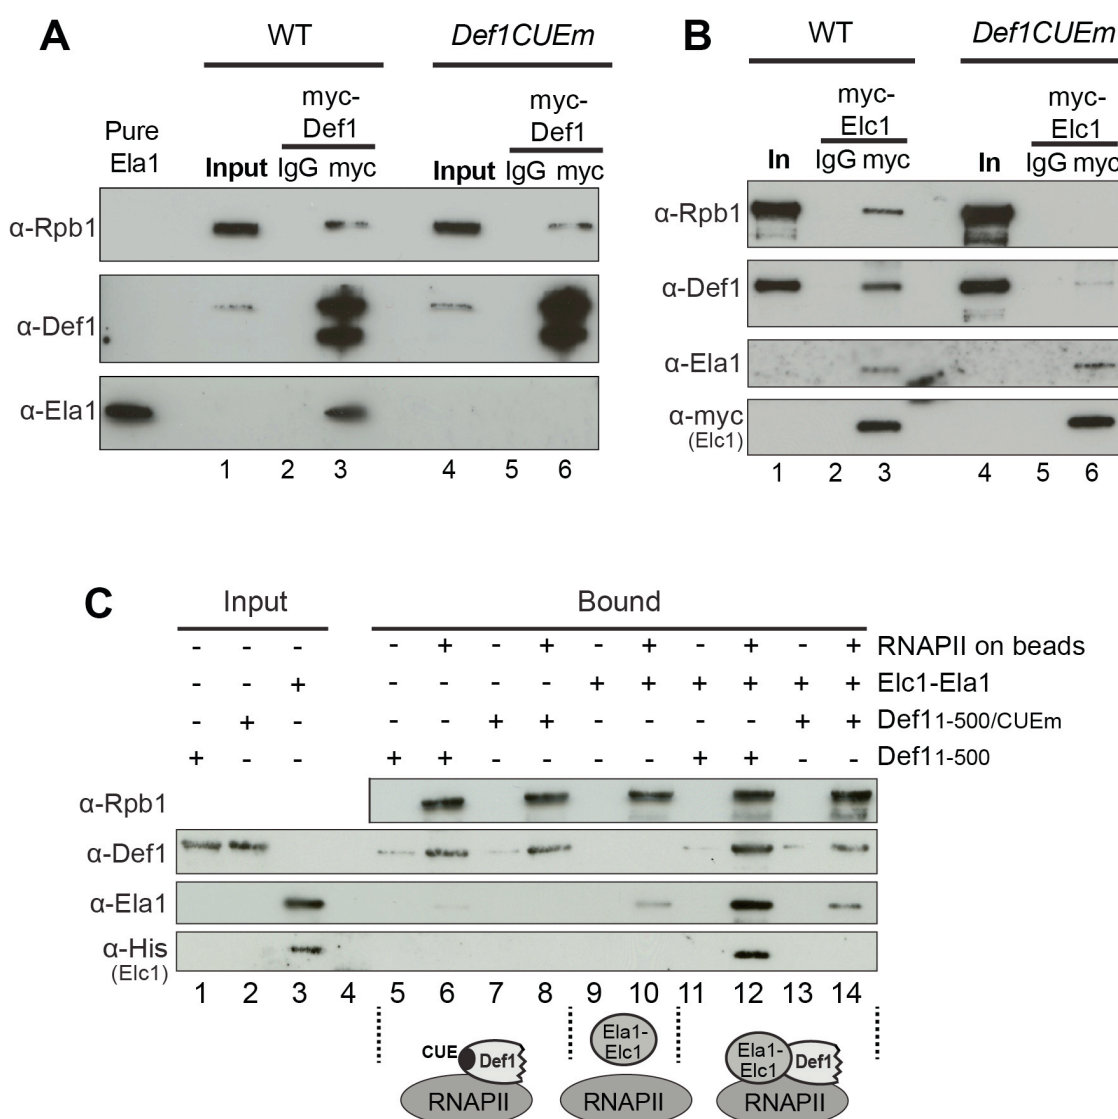 A
WT
Def1CUEm
Pure
Ela1
myc-
Def1
myc-
Def1
Input IgG myc
Input IgG myc
α-Rpb1
α-Def1
α-Ela1
1 2 3 4 5 6
B
WT
Def1CUEm
myc-
Elc1
myc-
Elc1
In IgG myc
In IgG myc
α-Rpb1
α-Def1
α-Ela1
α-myc
(Elc1)
1 2 3 4 5 6
C
Input
Bound
- - - - + - + - + - + - + RNAPII on beads
- - + - - - - + + + + + + Elc1-Ela1
- + - - - + + - - - - + + Def11-500/CUEm
+ - - + + - - - - + + - - Def11-500
α-Rpb1
α-Def1
α-Ela1
α-His
(Elc1)
1 2 3 4 5 6 7 8 9 10 11 12 13 14
CUE
Def1
RNAPII
Ela1-
Elc1
RNAPII
Ela1-
Elc1
Def1
RNAPII